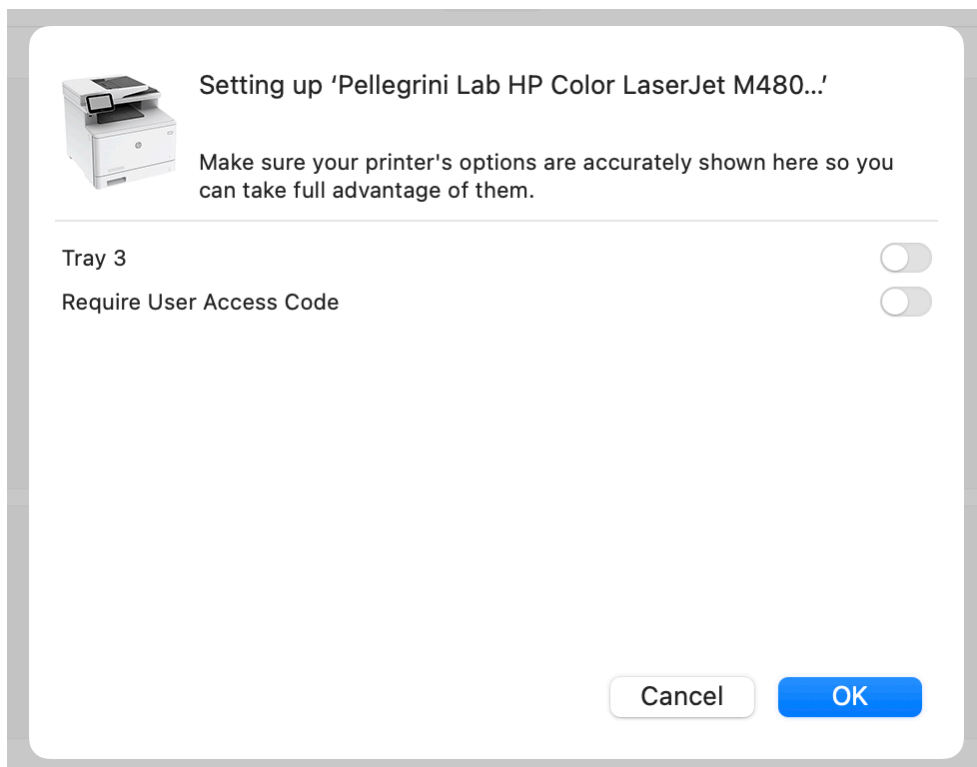 Setting up ‘Pellegrini Lab HP Color LaserJet M480...’
Make sure your printer's options are accurately shown here so you
can take full advantage of them.
Tray 3
Require User Access Code
Cancel
OK